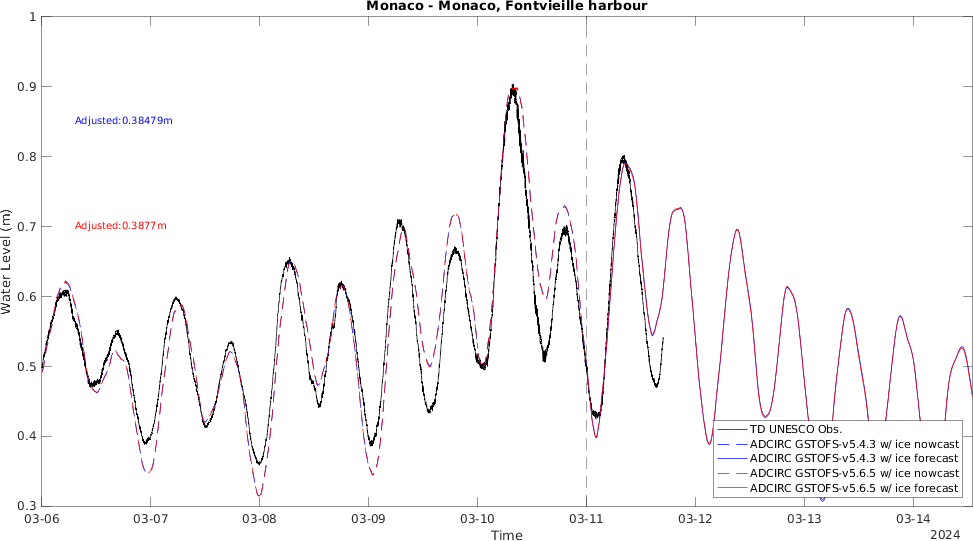 Monaco - Monaco, Fontvieille harbour
1
0.9
0.8
0.7
0.6
0.5
0.4
0.3
Water Level (m)
Adjusted:0.38479m
Adjusted:0.3877m
TD UNESCO Obs.
ADCIRC GSTOFS-v5.4.3 w/ ice nowcast
ADCIRC GSTOFS-v5.4.3 w/ ice forecast
ADCIRC GSTOFS-v5.6.5 w/ ice nowcast
ADCIRC GSTOFS-v5.6.5 w/ ice forecast
03-06 03-07 03-08 03-09 03-10 03-11 03-12 03-13 03-14
Time
2024